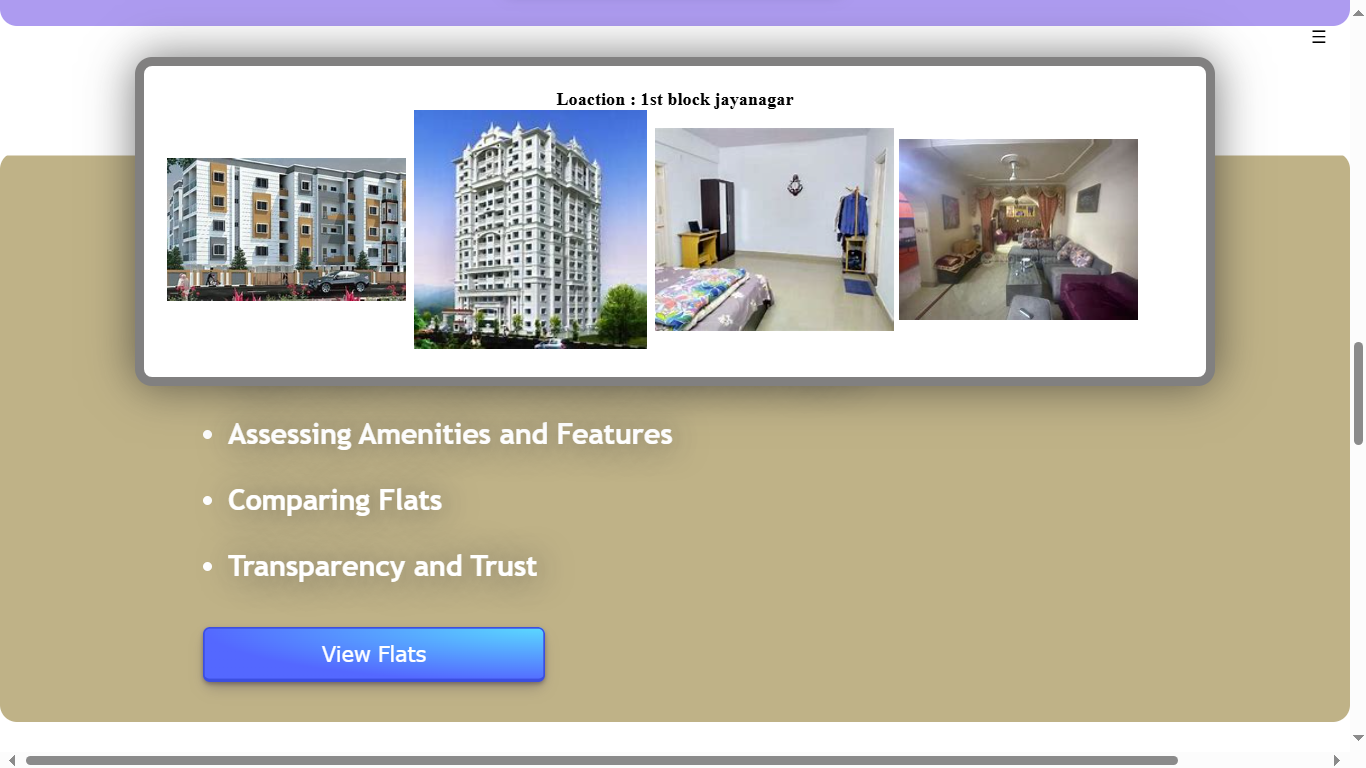 ☰
Loaction : 1st block jayanagar
• Assessing Amenities and Features
• Comparing Flats
• Transparency and Trust
View Flats